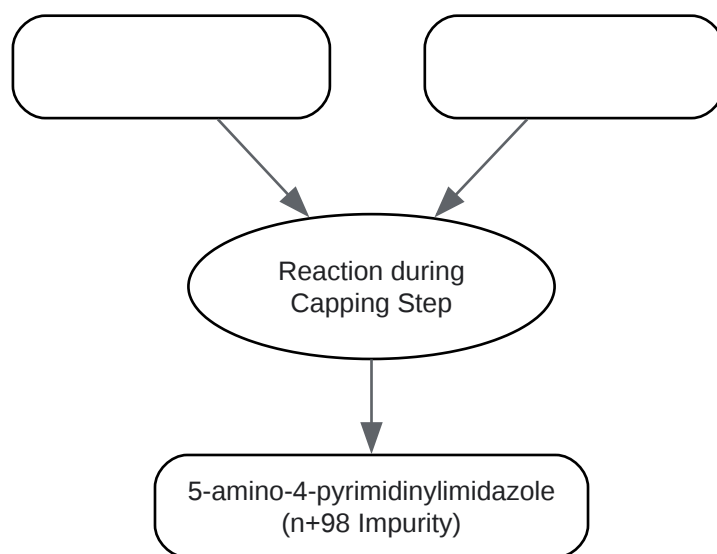 Reaction during
Capping Step
5-amino-4-pyrimidinylimidazole
(n+98 Impurity)